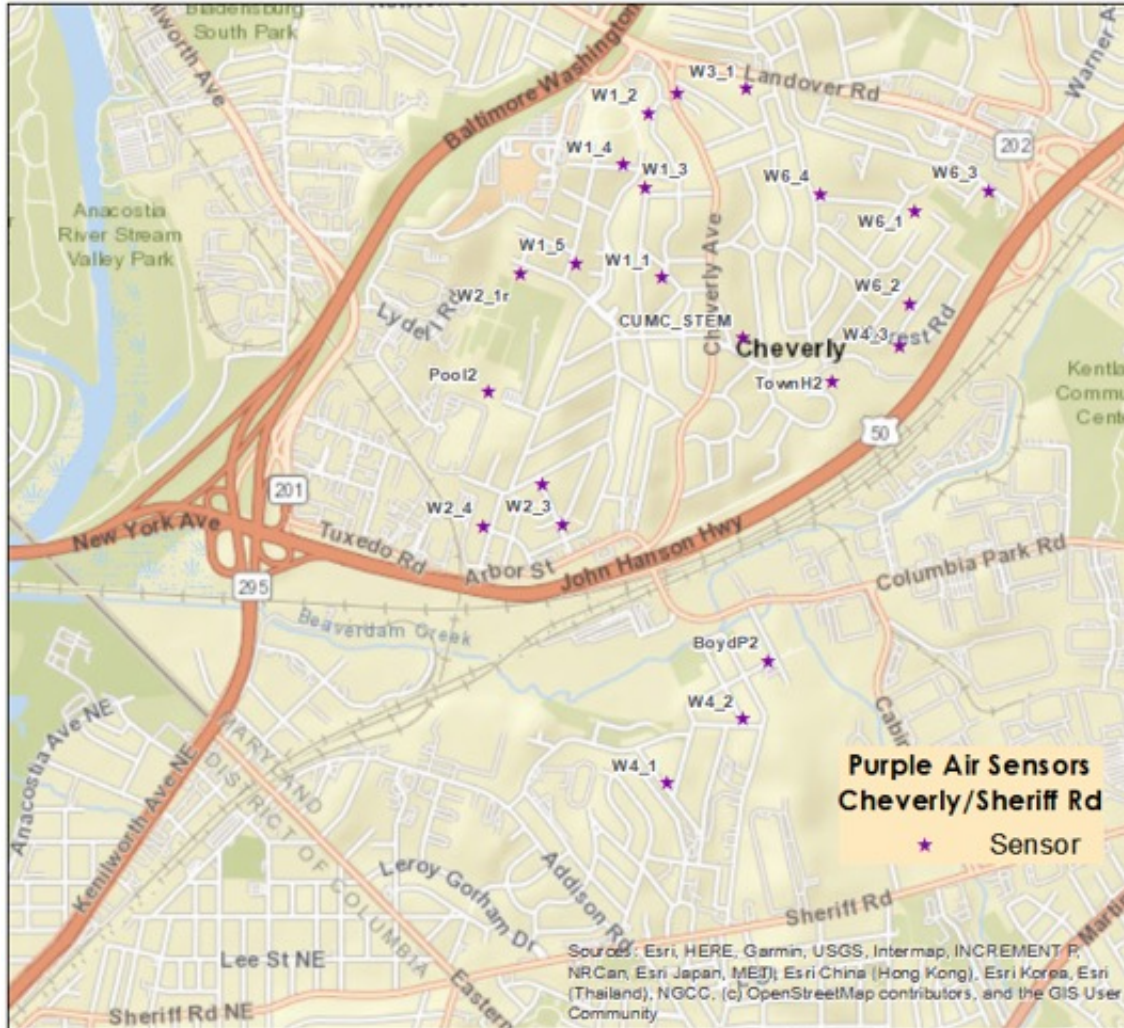 Bladensburg
South Park
Kenilworth Ave
Baltimore Washington
Landover Rd
Warner A
202
W3_1
W1_2
W1_4
W1_3
W6_4
W6_3
W6_1
Anacostia
River Stream
Valley Park
W1_5
W1_1
W2_1r
Lydell Rd
Cheverly Ave
W6_2
CUMC_STEM
W4_3
rest Rd
Cheverly
Pool2
TownH2
Kentla
Commu
Cente
50
201
W2_4
W2_3
New York Ave
Tuxedo Rd
Arbor St
John Hanson Hwy
Columbia Park Rd
295
Beaverdam Creek
BoydP2
W4_2
Cabin
W4_1
Anacostia Ave NE
MARYLAND
DISTRICT OF COLUMBIA
Kenilworth Ave NE
Purple Air Sensors
Cheverly/Sheriff Rd
Sensor
Leroy Gorham Dr
Addison Rd
Sheriff Rd
Martin
Lee St NE
Eastern
Sheriff Rd NE
Sources: Esri, HERE, Garmin, USGS, Intermap, INCREMENT P,
NRCan, Esri Japan, METI, Esri China (Hong Kong), Esri Korea, Esri
(Thailand), NGCC, (c) OpenStreetMap contributors, and the GIS User
Community